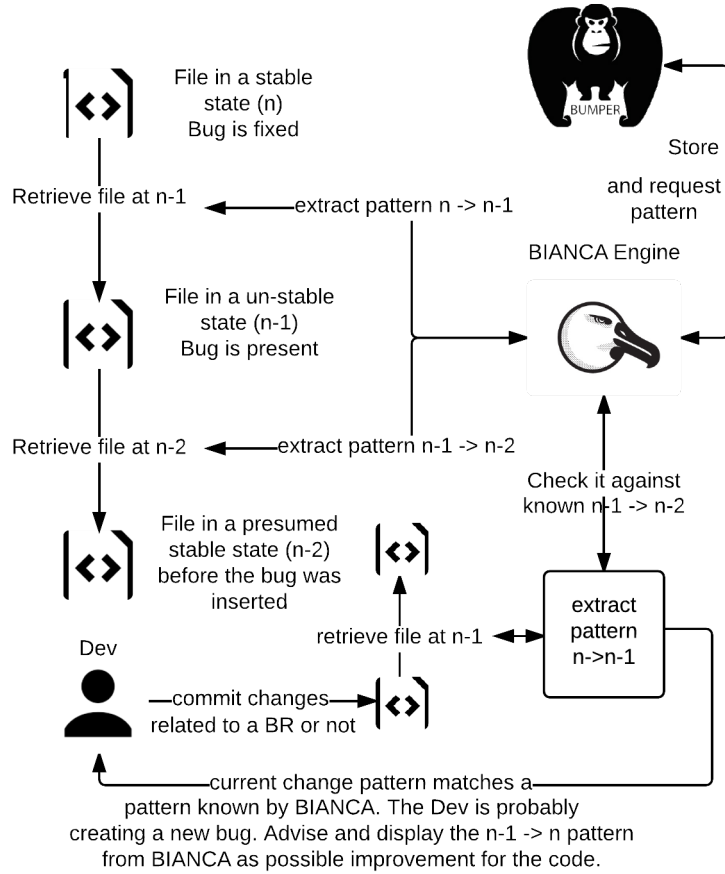 File in a stable
state (n)
Bug is fixed
BUMPER
Store
and request
pattern
Retrieve file at n-1
extract pattern n -> n-1
BIANCA Engine
File in a un-stable
state (n-1)
Bug is present
Retrieve file at n-2
extract pattern n-1 -> n-2
Check it against
known n-1 -> n-2
File in a presumed
stable state (n-2)
before the bug was
inserted
extract
pattern
n->n-1
retrieve file at n-1
Dev
commit changes
related to a BR or not
current change pattern matches a
pattern known by BIANCA. The Dev is probably
creating a new bug. Advise and display the n-1 -> n pattern
from BIANCA as possible improvement for the code.